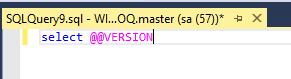 SQLQuery9.sql - WI...OQ.master (sa (57))*
select @@VERSION